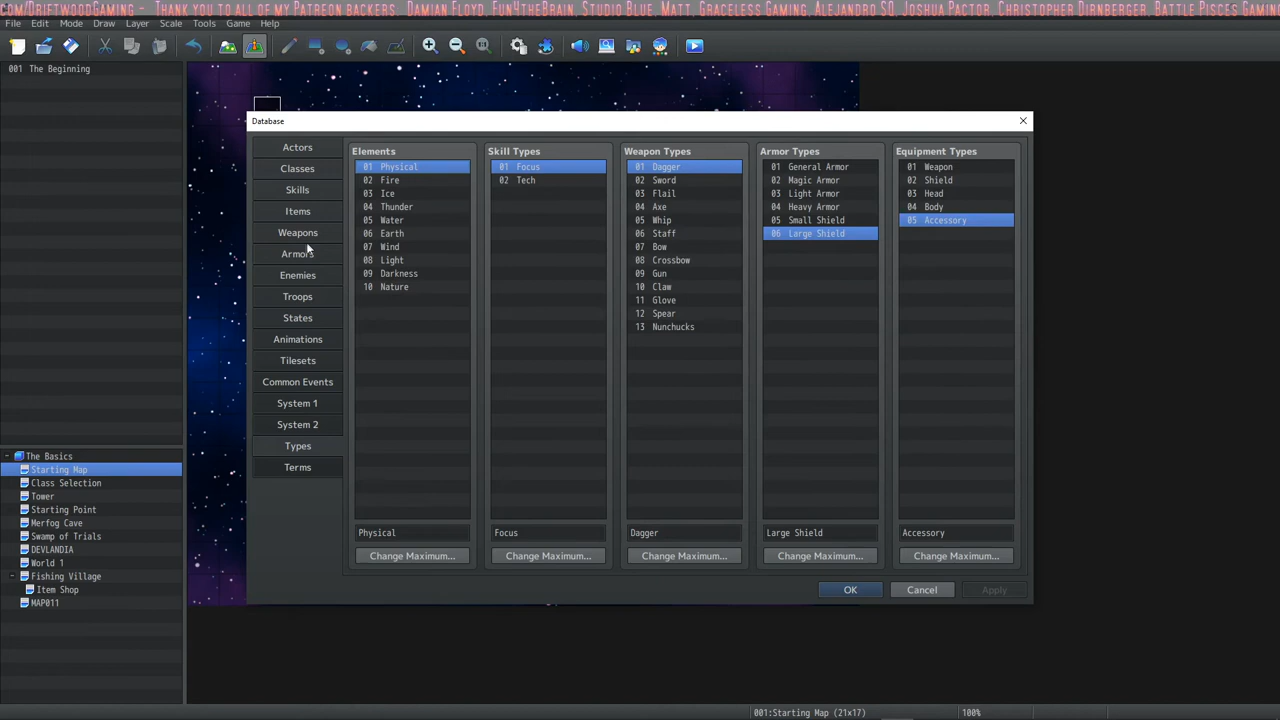 com/DriftwoodGaming - Thank you to all of my Patreon backers  Damian Floyd, Fun4TheBrain, Studio Blue, Matt, Graceless Gaming, Alejandro SQ, Joshua Pactor, Christopher Dirnberger, Battle Pisces Gaming
File Edit Mode Draw Layer Scale Tools Game Help
001 The Beginning
Database
Actors
Classes
Skills
Items
Weapons
Armors
Enemies
Troops
States
Animations
Tilesets
Common Events
System 1
System 2
Types
Terms
Elements
01 Physical
02 Fire
03 Ice
04 Thunder
05 Water
06 Earth
07 Wind
08 Light
09 Darkness
10 Nature
Physical
Change Maximum...
Skill Types
01 Focus
02 Tech
Focus
Change Maximum...
Weapon Types
01 Dagger
02 Sword
03 Flail
04 Axe
05 Whip
06 Staff
07 Bow
08 Crossbow
09 Gun
10 Claw
11 Glove
12 Spear
13 Nunchucks
Dagger
Change Maximum...
Armor Types
01 General Armor
02 Magic Armor
03 Light Armor
04 Heavy Armor
05 Small Shield
06 Large Shield
Large Shield
Change Maximum...
Equipment Types
01 Weapon
02 Shield
03 Head
04 Body
05 Accessory
Accessory
Change Maximum...
OK Cancel Apply
The Basics
Starting Map
Class Selection
Tower
Starting Point
Merfog Cave
Swamp of Trials
DEVLANDIA
World 1
Fishing Village
Item Shop
MAP011
001:Starting Map (21x17) 100%